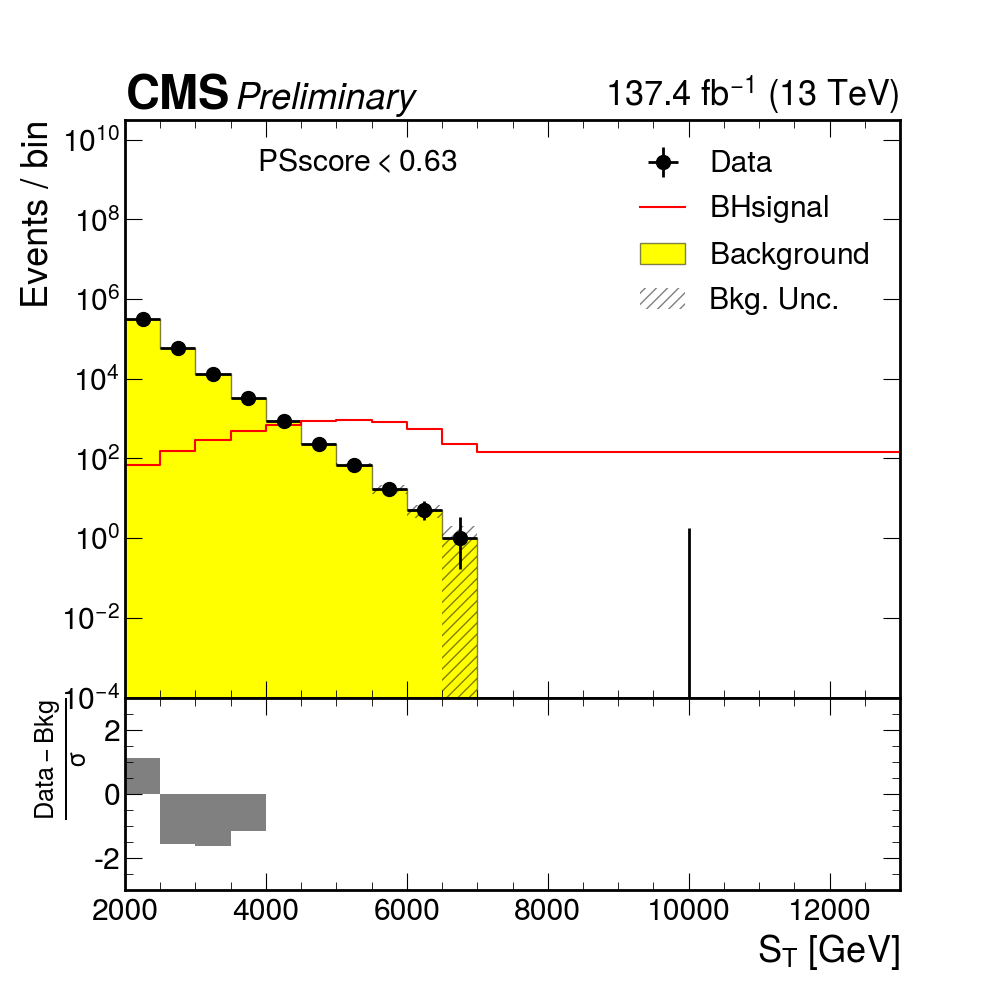 CMS Preliminary 137.4 fb⁻¹ (13 TeV)
Events / bin
10¹⁰
10⁸
10⁶
10⁴
10²
10⁰
10⁻²
10⁻⁴
PSscore < 0.63
Data
BHsignal
Background
Bkg. Unc.
Data – Bkg
σ
2
0
-2
2000 4000 6000 8000 10000 12000
S_T [GeV]